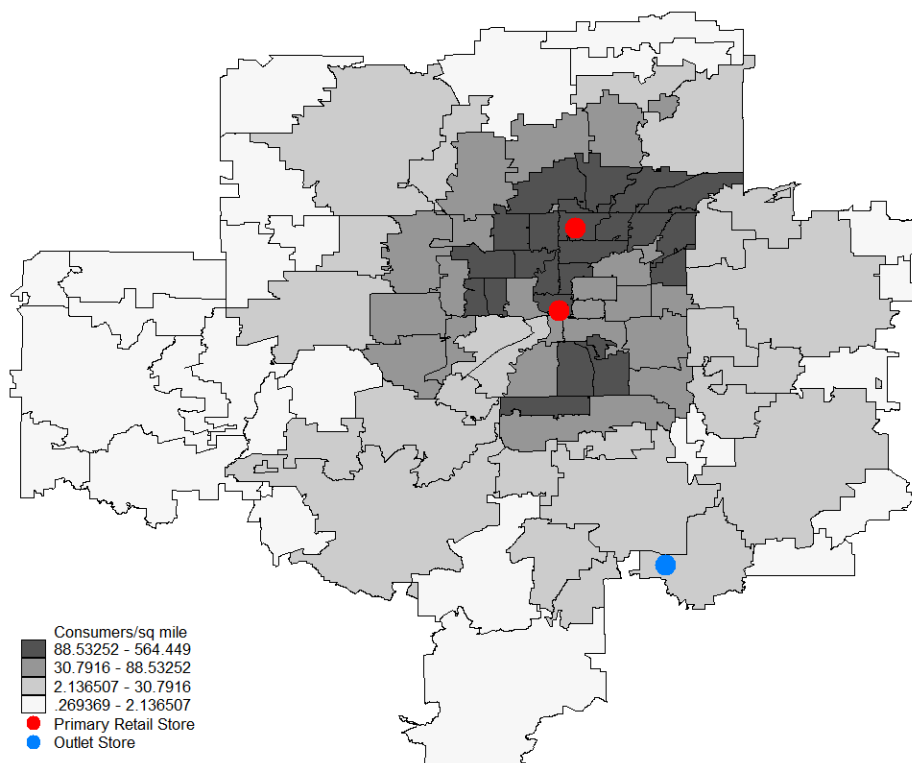 Consumers/sq mile
88.53252 - 564.449
30.7916 - 88.53252
2.136507 - 30.7916
.269369 - 2.136507
Primary Retail Store
Outlet Store